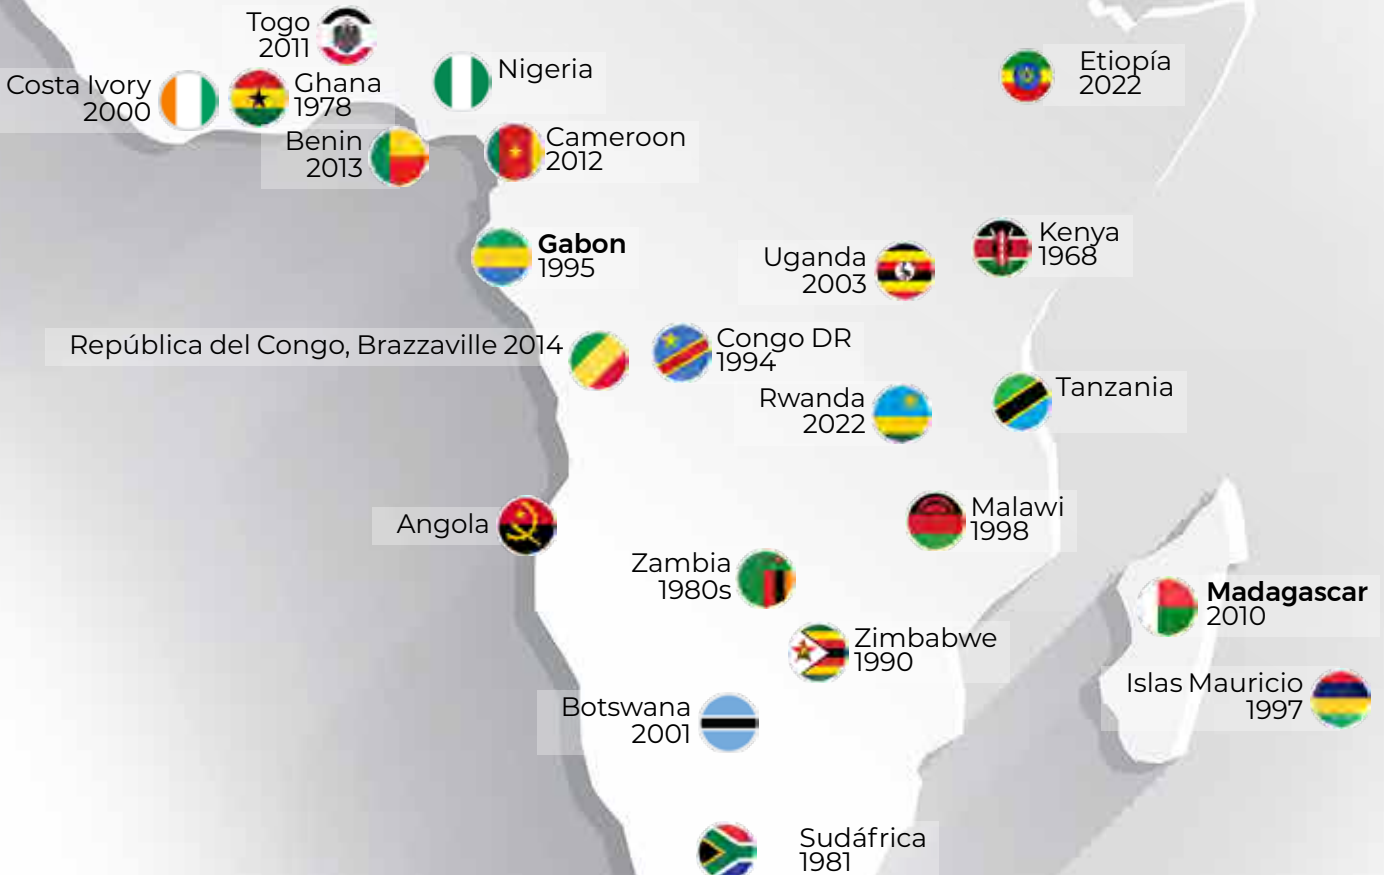 Togo
2011
Costa Ivory
2000
Ghana
1978
Nigeria
Etiopía
2022
Benin
2013
Cameroon
2012
Gabon
1995
Uganda
2003
Kenya
1968
República del Congo, Brazzaville 2014
Congo DR
1994
Rwanda
2022
Tanzania
Angola
Malawi
1998
Zambia
1980s
Madagascar
2010
Zimbabwe
1990
Islas Mauricio
1997
Botswana
2001
Sudáfrica
1981